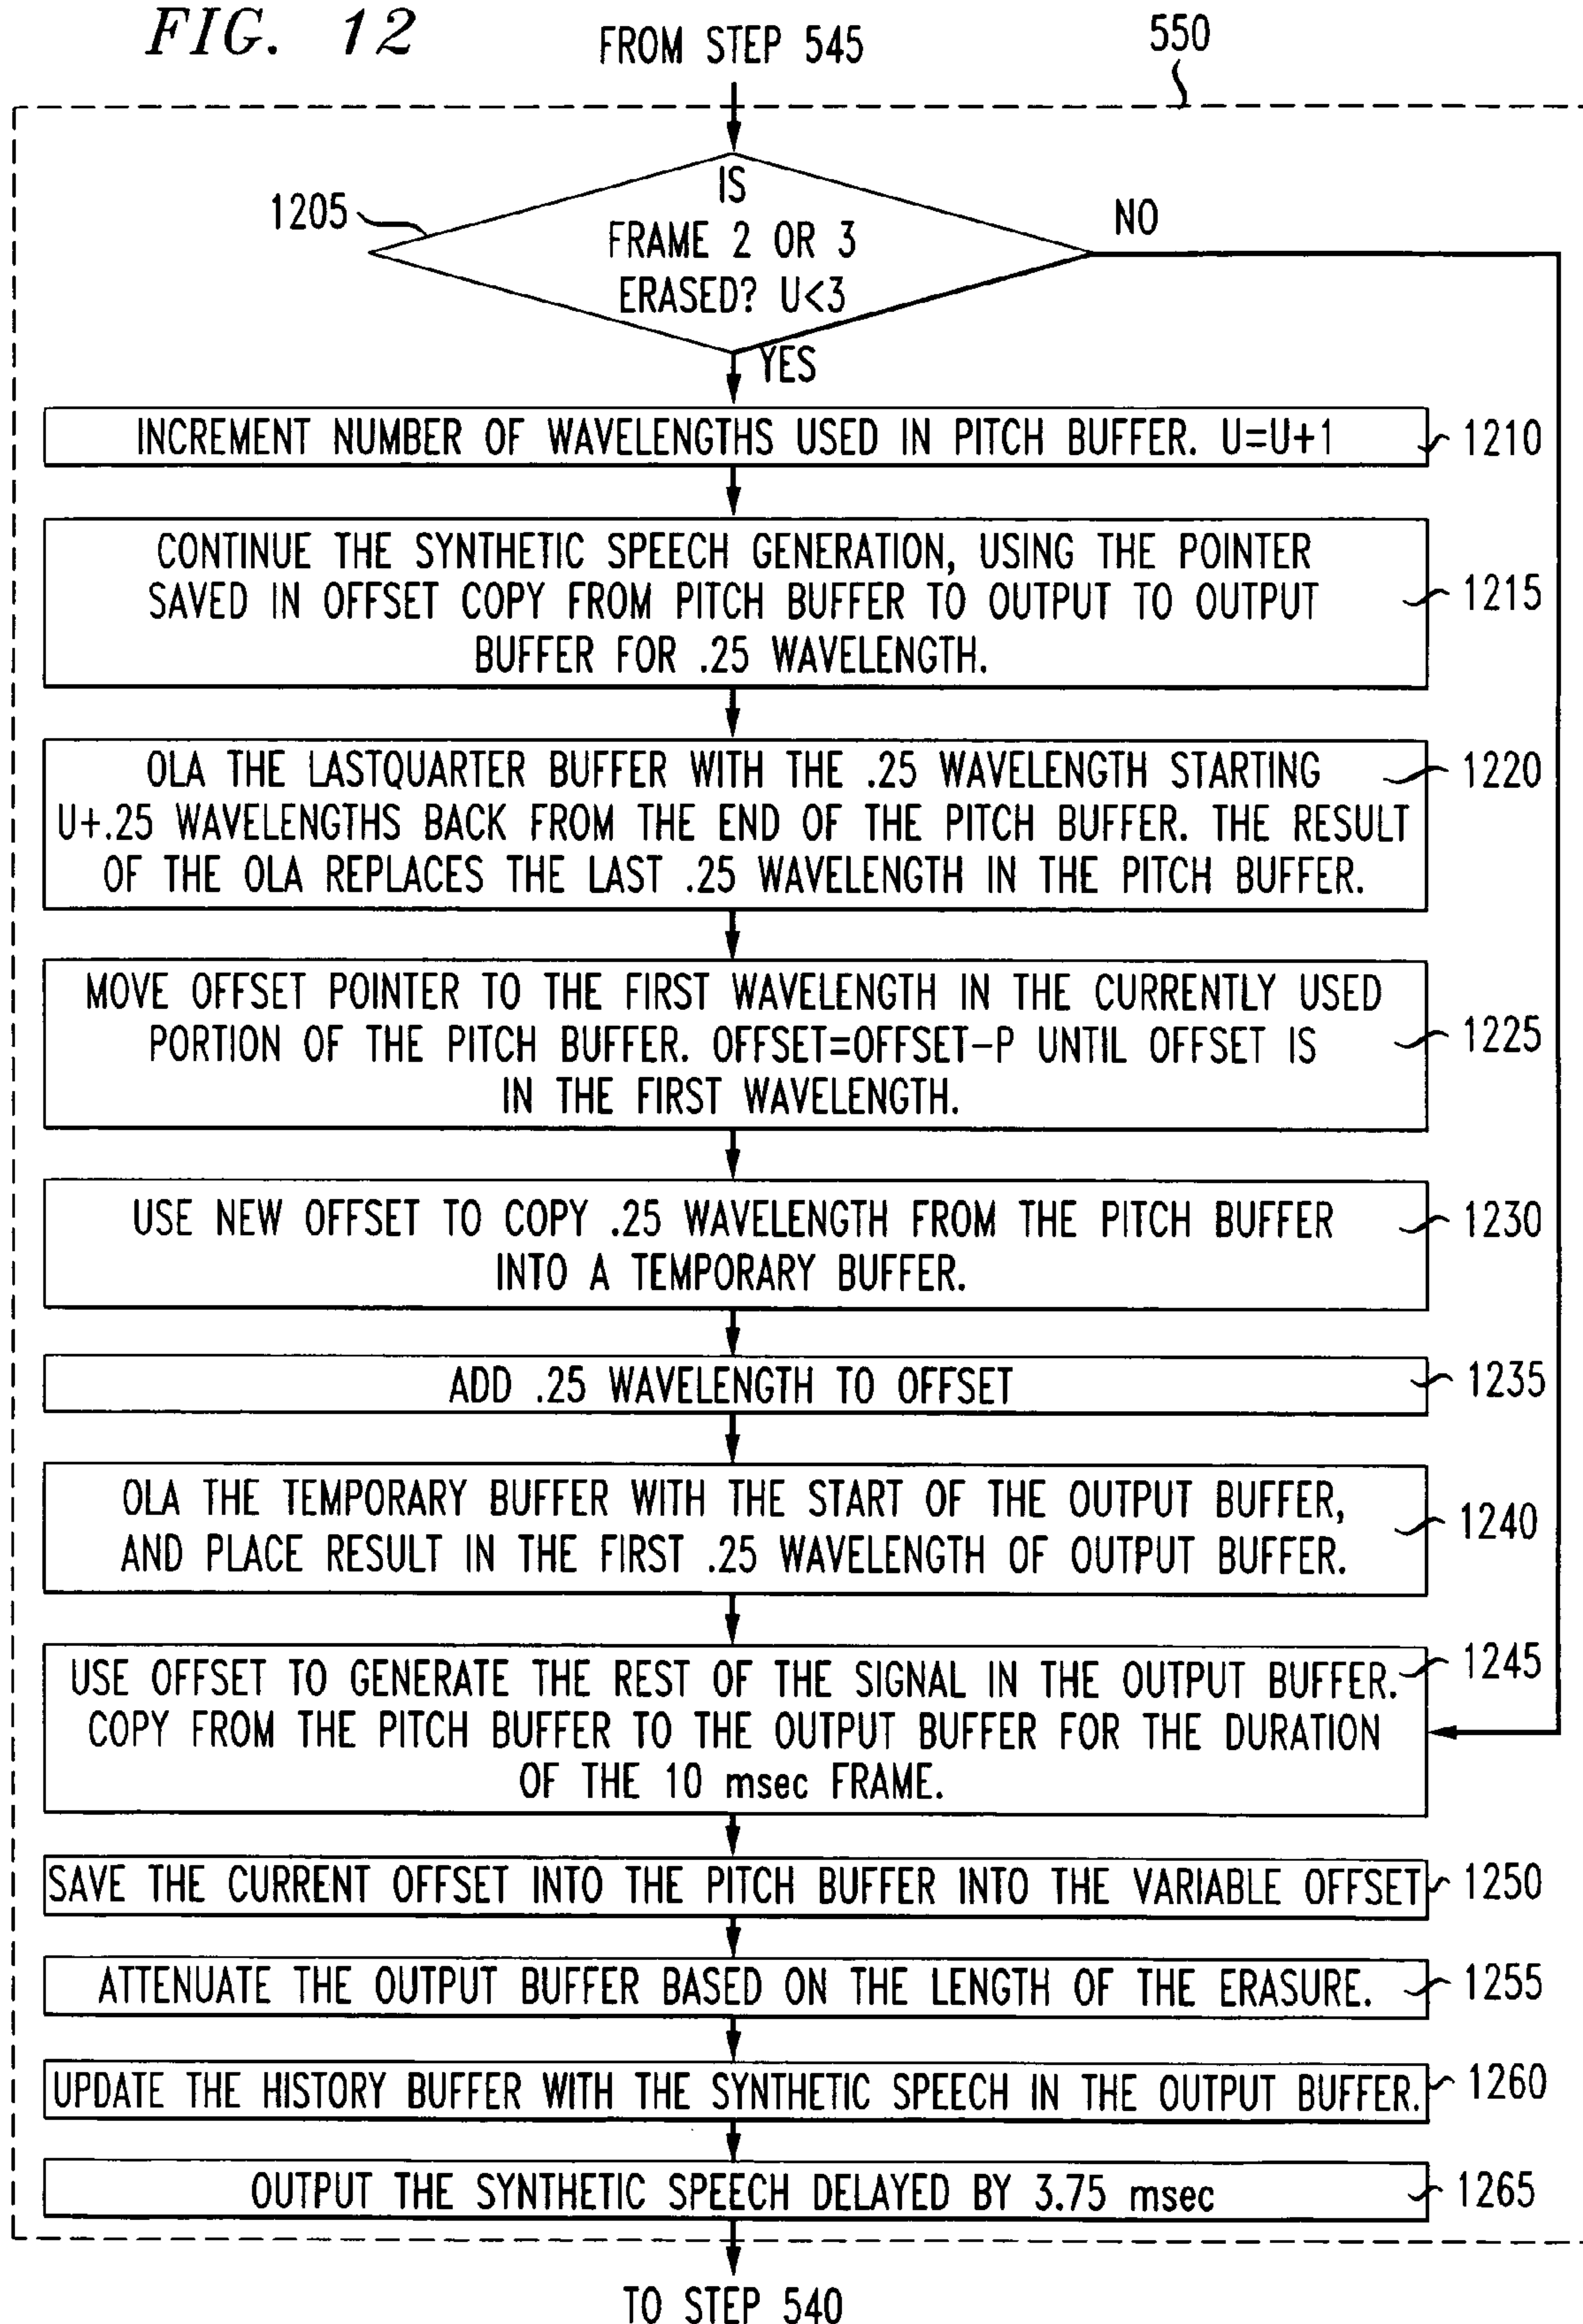 FIG. 12
FROM STEP 545
550
1205
IS
FRAME 2 OR 3
ERASED? U<3
NO
YES
INCREMENT NUMBER OF WAVELENGTHS USED IN PITCH BUFFER. U=U+1
1210
CONTINUE THE SYNTHETIC SPEECH GENERATION, USING THE POINTER
SAVED IN OFFSET COPY FROM PITCH BUFFER TO OUTPUT TO OUTPUT
BUFFER FOR .25 WAVELENGTH.
1215
OLA THE LASTQUARTER BUFFER WITH THE .25 WAVELENGTH STARTING
U+.25 WAVELENGTHS BACK FROM THE END OF THE PITCH BUFFER. THE RESULT
OF THE OLA REPLACES THE LAST .25 WAVELENGTH IN THE PITCH BUFFER.
1220
MOVE OFFSET POINTER TO THE FIRST WAVELENGTH IN THE CURRENTLY USED
PORTION OF THE PITCH BUFFER. OFFSET=OFFSET-P UNTIL OFFSET IS
IN THE FIRST WAVELENGTH.
1225
USE NEW OFFSET TO COPY .25 WAVELENGTH FROM THE PITCH BUFFER
INTO A TEMPORARY BUFFER.
1230
ADD .25 WAVELENGTH TO OFFSET
1235
OLA THE TEMPORARY BUFFER WITH THE START OF THE OUTPUT BUFFER,
AND PLACE RESULT IN THE FIRST .25 WAVELENGTH OF OUTPUT BUFFER.
1240
USE OFFSET TO GENERATE THE REST OF THE SIGNAL IN THE OUTPUT BUFFER.
COPY FROM THE PITCH BUFFER TO THE OUTPUT BUFFER FOR THE DURATION
OF THE 10 msec FRAME.
1245
SAVE THE CURRENT OFFSET INTO THE PITCH BUFFER INTO THE VARIABLE OFFSET
1250
ATTENUATE THE OUTPUT BUFFER BASED ON THE LENGTH OF THE ERASURE.
1255
UPDATE THE HISTORY BUFFER WITH THE SYNTHETIC SPEECH IN THE OUTPUT BUFFER.
1260
OUTPUT THE SYNTHETIC SPEECH DELAYED BY 3.75 msec
1265
TO STEP 540